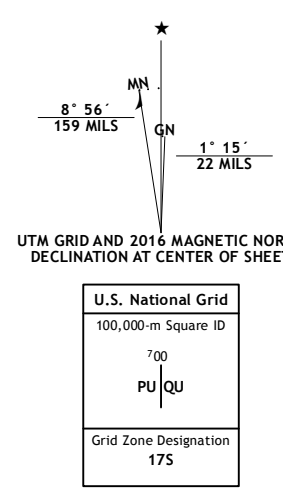 ★
MN
8° 56´
159 MILS
GN
1° 15´
22 MILS
UTM GRID AND 2016 MAGNETIC NOR
DECLINATION AT CENTER OF SHEET
U.S. National Grid
100,000-m Square ID
⁷00
PU QU
Grid Zone Designation
17S